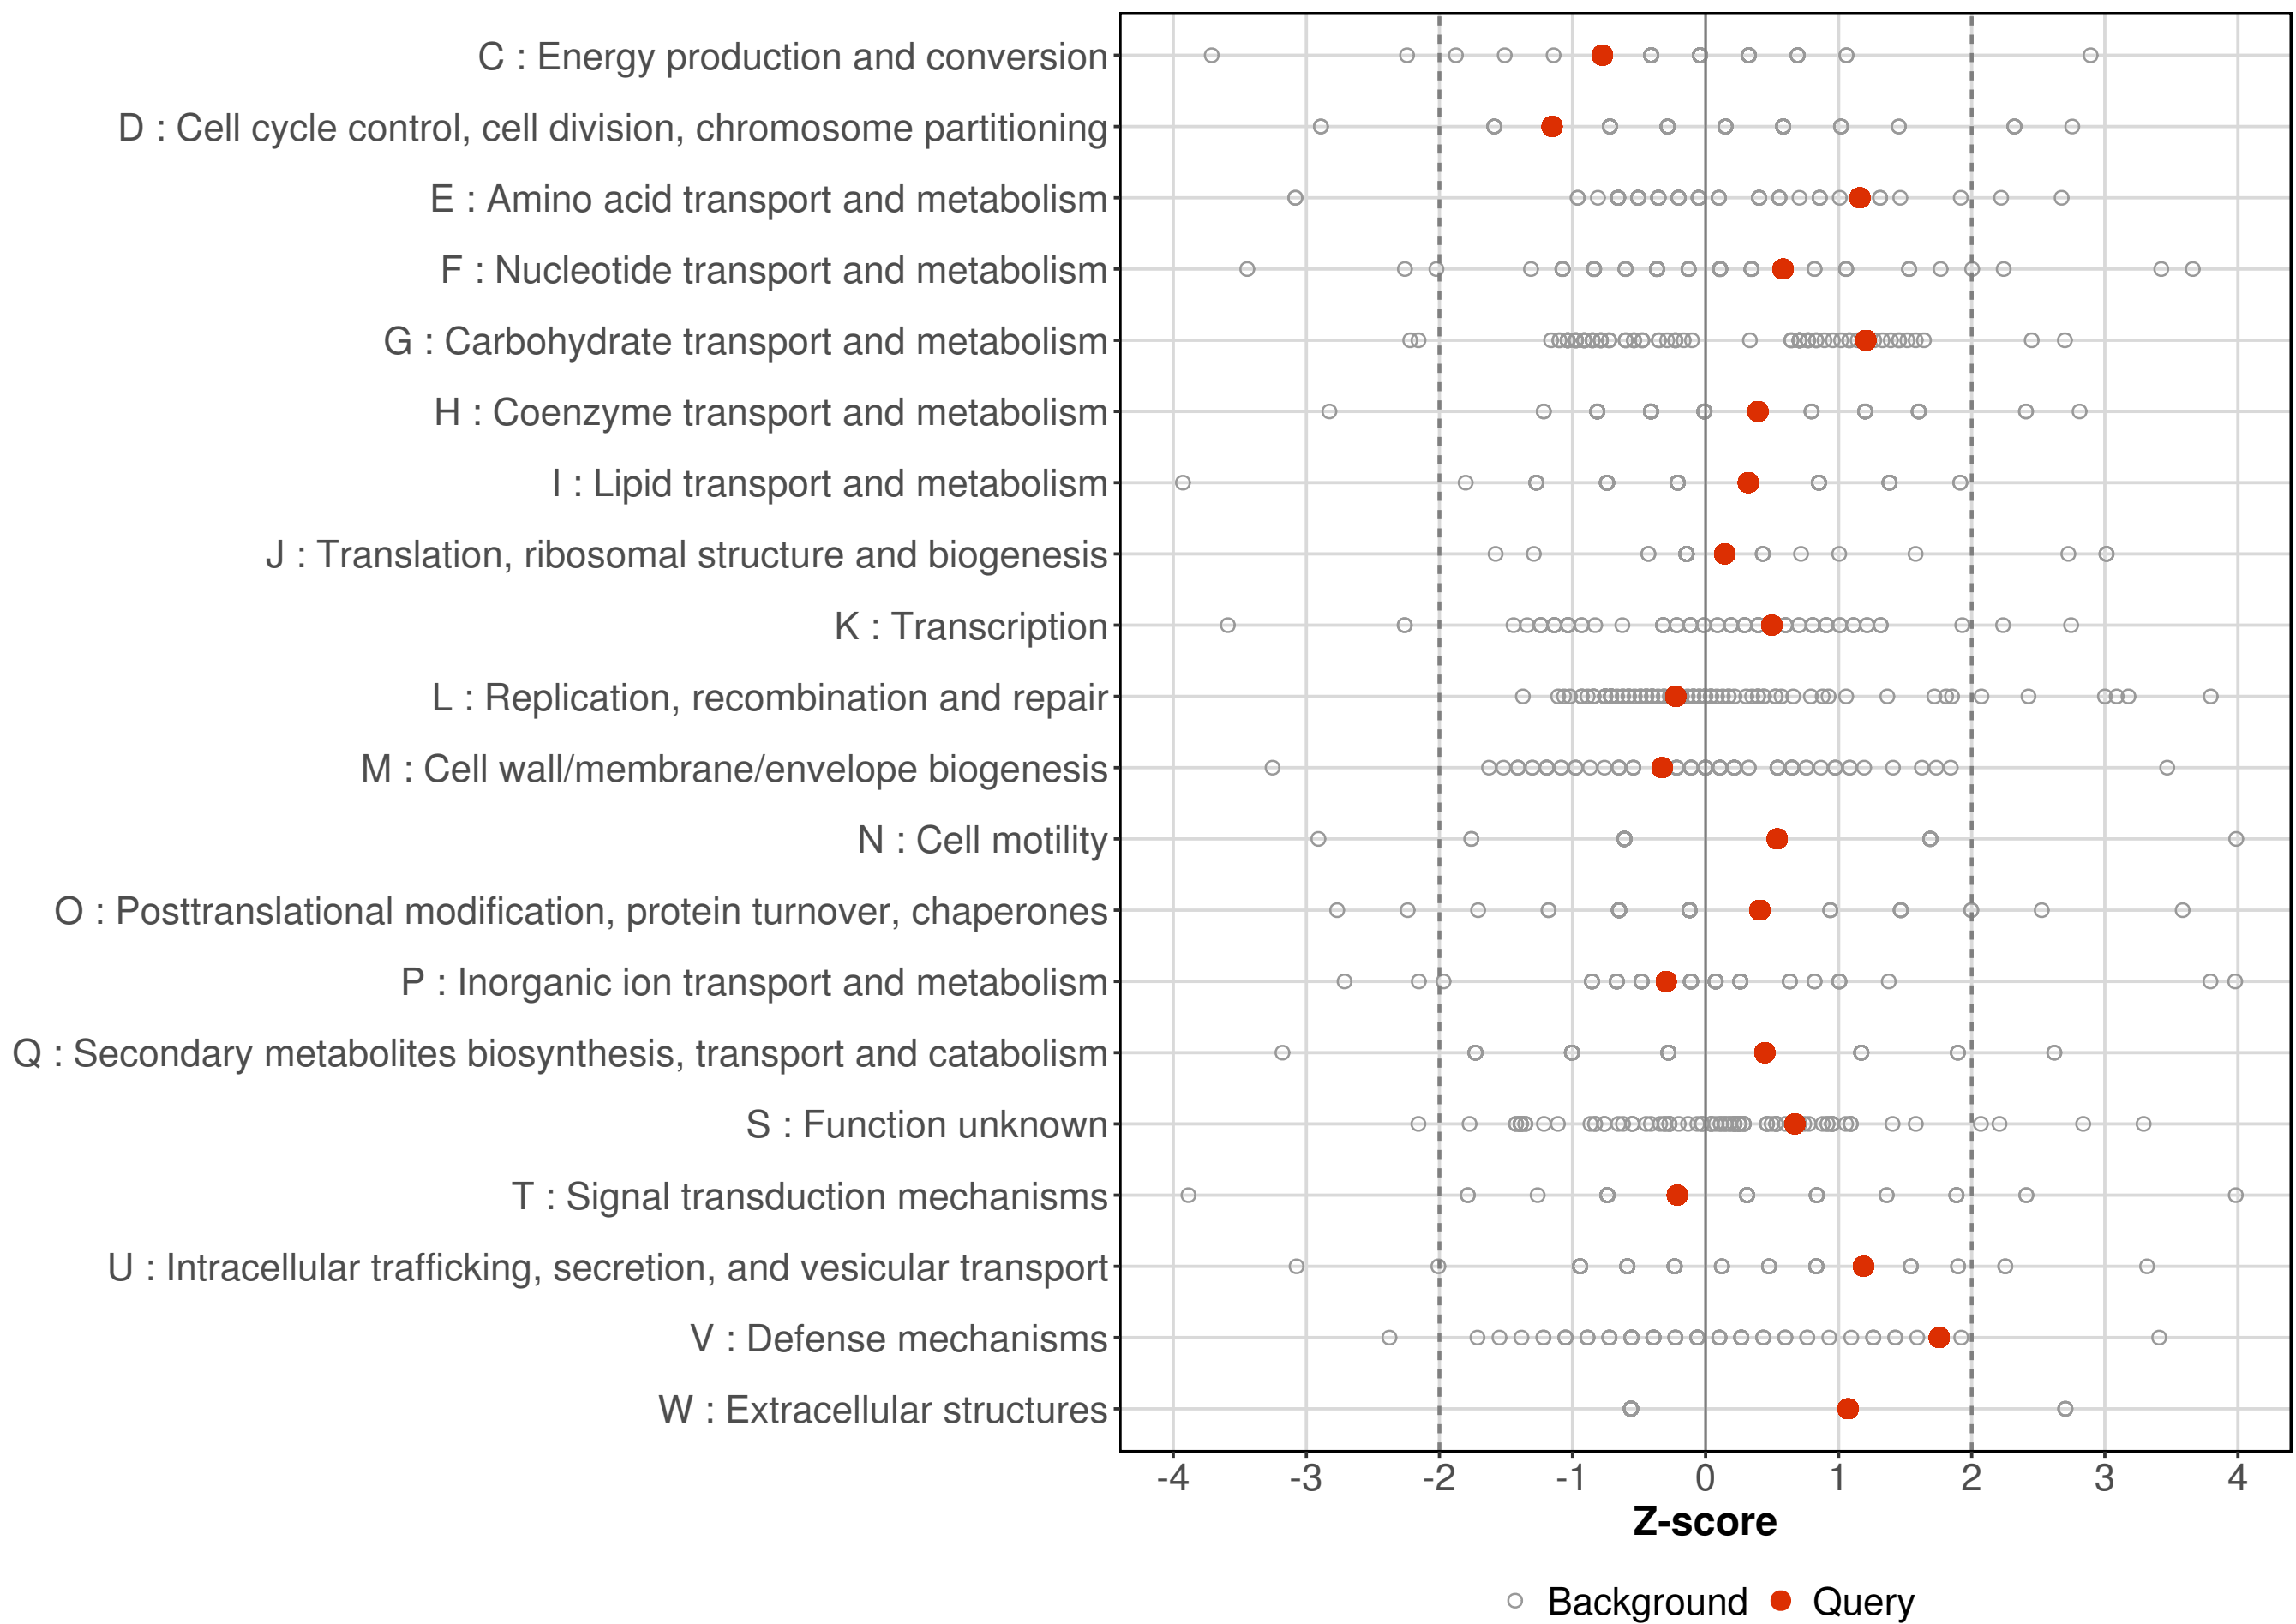 C : Energy production and conversion
D : Cell cycle control, cell division, chromosome partitioning
E : Amino acid transport and metabolism
F : Nucleotide transport and metabolism
G : Carbohydrate transport and metabolism
H : Coenzyme transport and metabolism
I : Lipid transport and metabolism
J : Translation, ribosomal structure and biogenesis
K : Transcription
L : Replication, recombination and repair
M : Cell wall/membrane/envelope biogenesis
N : Cell motility
O : Posttranslational modification, protein turnover, chaperones
P : Inorganic ion transport and metabolism
Q : Secondary metabolites biosynthesis, transport and catabolism
S : Function unknown
T : Signal transduction mechanisms
U : Intracellular trafficking, secretion, and vesicular transport
V : Defense mechanisms
W : Extracellular structures
-4 -3 -2 -1 0 1 2 3 4
Z-score
Background Query